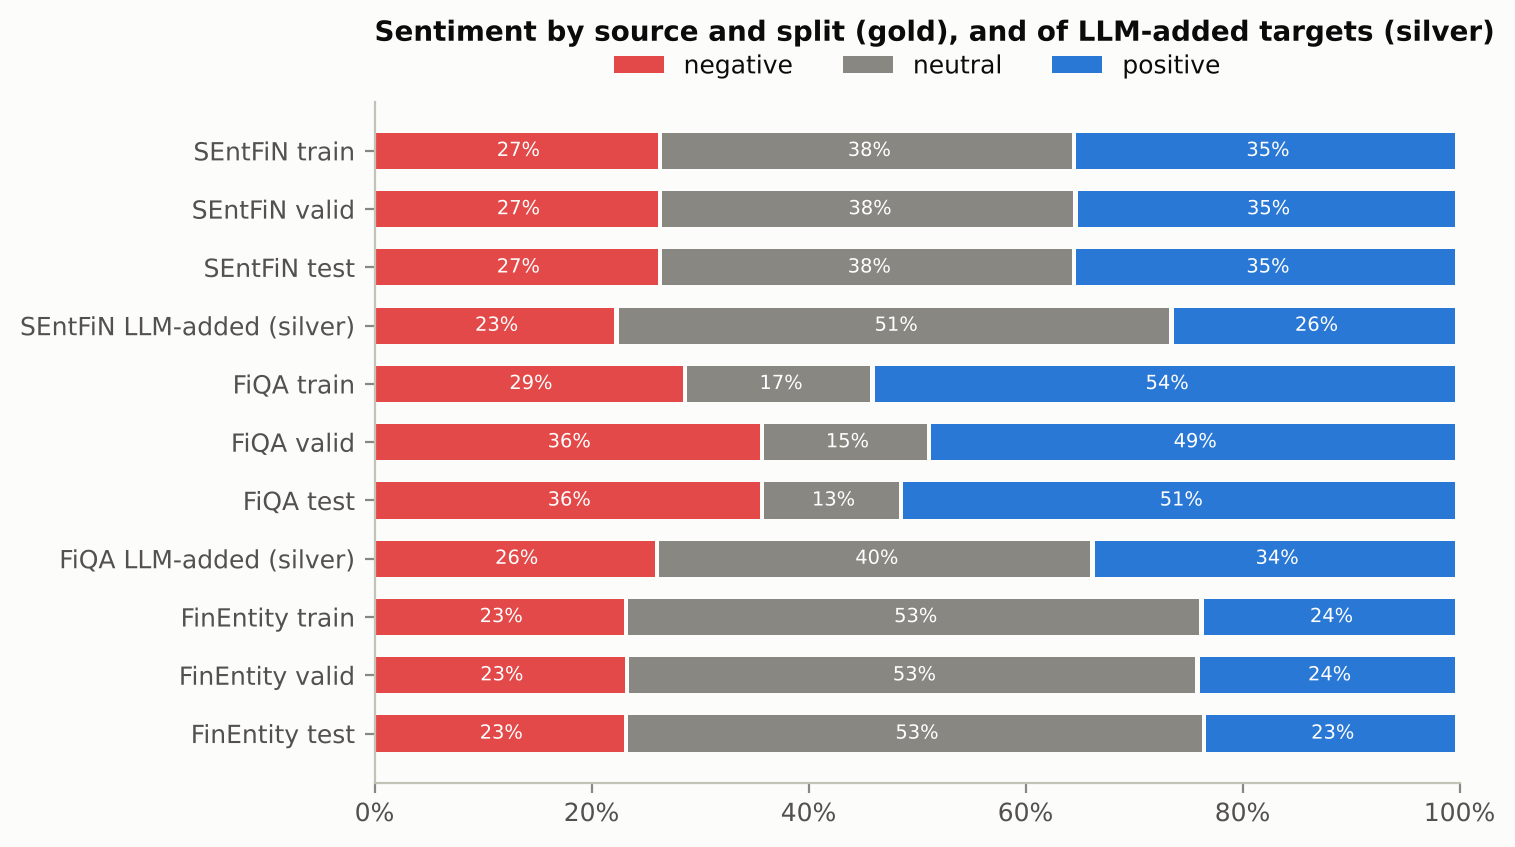 Sentiment by source and split (gold), and of LLM-added targets (silver)
negative neutral positive
SEntFiN train 27% 38% 35%
SEntFiN valid 27% 38% 35%
SEntFiN test 27% 38% 35%
SEntFiN LLM-added (silver) 23% 51% 26%
FiQA train 29% 17% 54%
FiQA valid 36% 15% 49%
FiQA test 36% 13% 51%
FiQA LLM-added (silver) 26% 40% 34%
FinEntity train 23% 53% 24%
FinEntity valid 23% 53% 24%
FinEntity test 23% 53% 23%
0% 20% 40% 60% 80% 100%